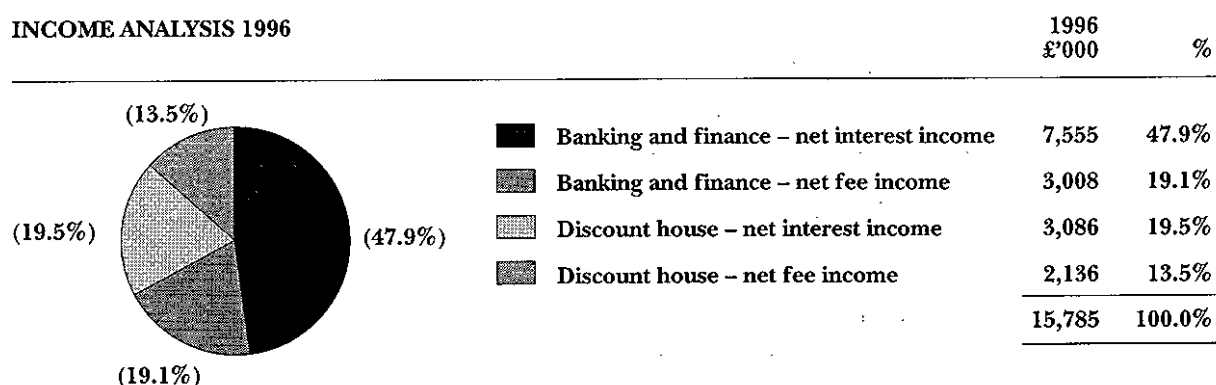 INCOME ANALYSIS 1996
1996
£'000 %
(13.5%)
(19.5%)
(47.9%)
(19.1%)
Banking and finance – net interest income 7,555 47.9%
Banking and finance – net fee income 3,008 19.1%
Discount house – net interest income 3,086 19.5%
Discount house – net fee income 2,136 13.5%
15,785 100.0%